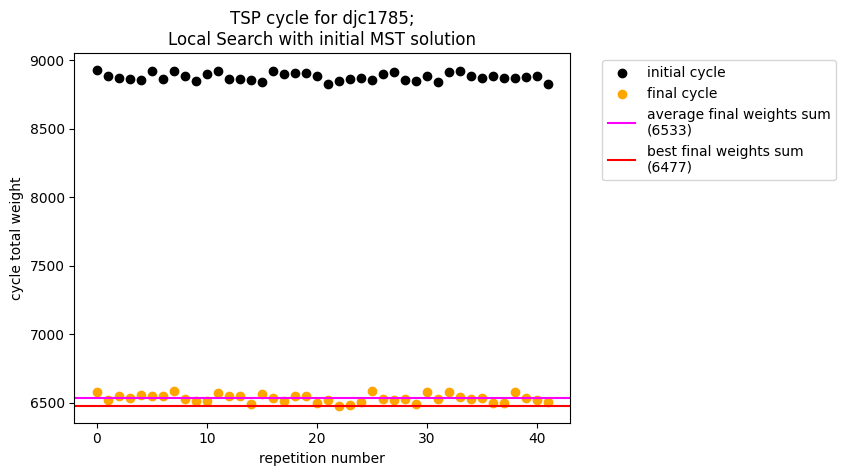 TSP cycle for djc1785;
Local Search with initial MST solution
9000
8500
8000
7500
7000
6500
cycle total weight
0
10
20
30
40
repetition number
initial cycle
final cycle
average final weights sum
(6533)
best final weights sum
(6477)